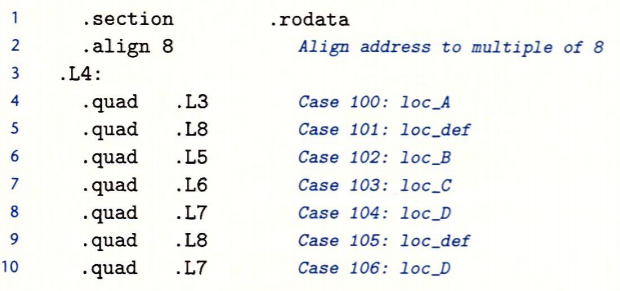 1 .section .rodata
2 .align 8 Align address to multiple of 8
3 .L4:
4 .quad .L3 Case 100: loc_A
5 .quad .L8 Case 101: loc_def
6 .quad .L5 Case 102: loc_B
7 .quad .L6 Case 103: loc_C
8 .quad .L7 Case 104: loc_D
9 .quad .L8 Case 105: loc_def
10 .quad .L7 Case 106: loc_D